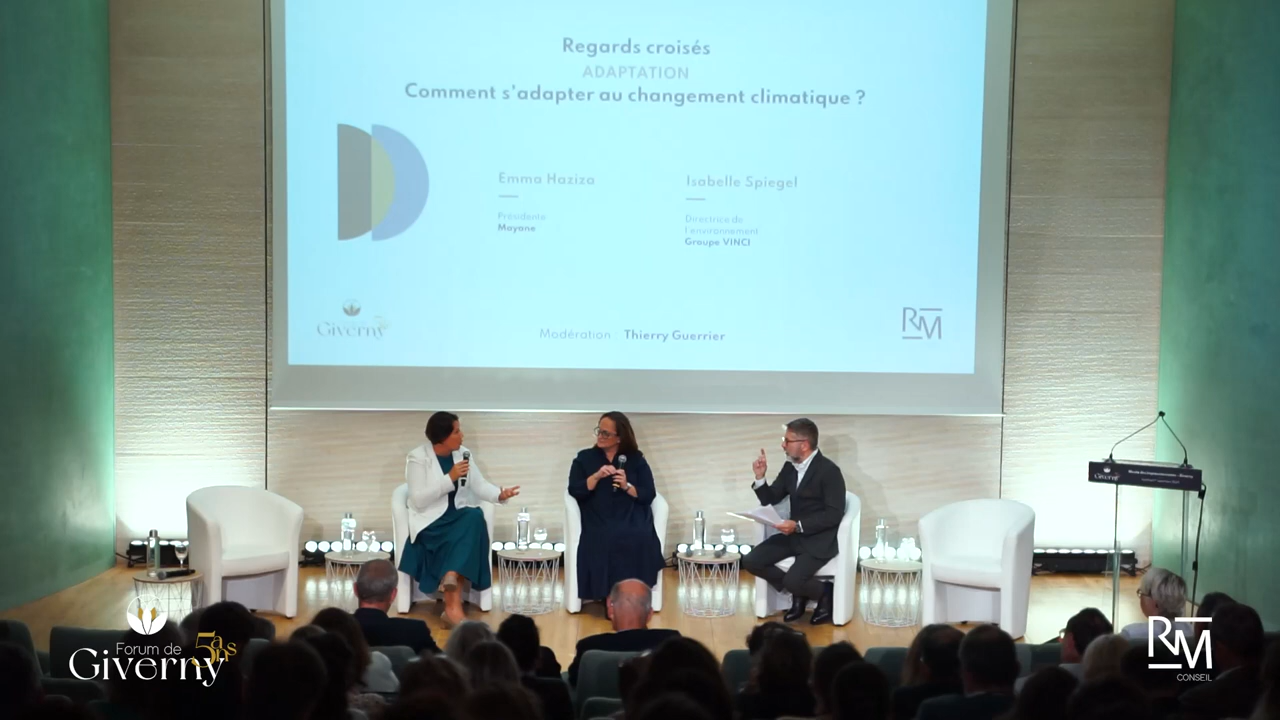 Regards croisés
ADAPTATION
Comment s'adapter au changement climatique ?
Emma Haziza
Présidente
Mayane
Isabelle Spiegel
Directrice de
l'environnement
Groupe VINCI
Giverny
Modération Thierry Guerrier
RM
Giverny
Forum de
Giverny
5 ans
RM
CONSEIL